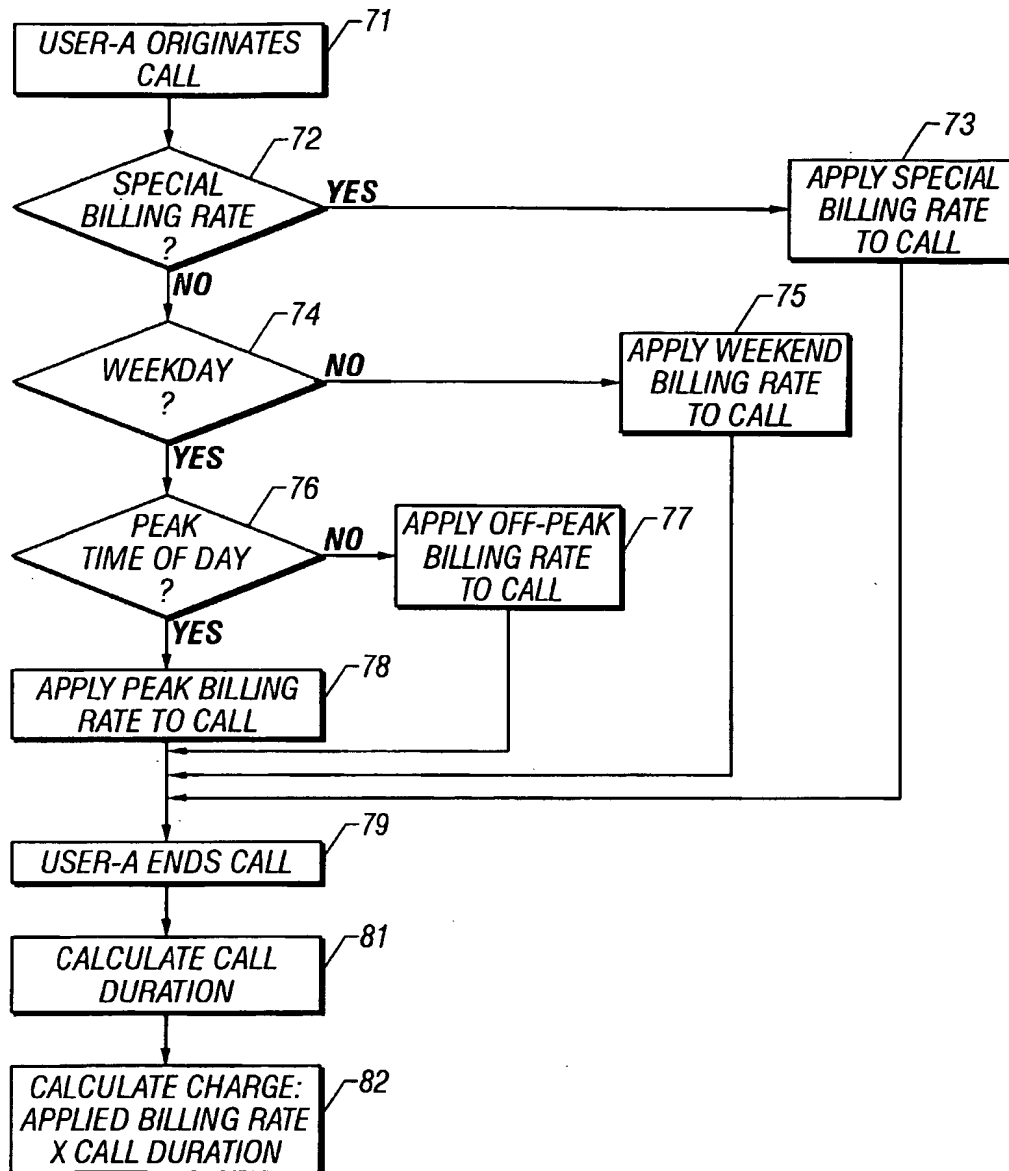 71
USER-A ORIGINATES
CALL
72
73
SPECIAL
BILLING RATE
?
YES
APPLY SPECIAL
BILLING RATE
TO CALL
NO
74
75
WEEKDAY
?
NO
APPLY WEEKEND
BILLING RATE
TO CALL
YES
76
PEAK
TIME OF DAY
?
NO
APPLY OFF-PEAK
BILLING RATE
TO CALL
77
YES
78
APPLY PEAK BILLING
RATE TO CALL
79
USER-A ENDS CALL
81
CALCULATE CALL
DURATION
82
CALCULATE CHARGE:
APPLIED BILLING RATE
X CALL DURATION